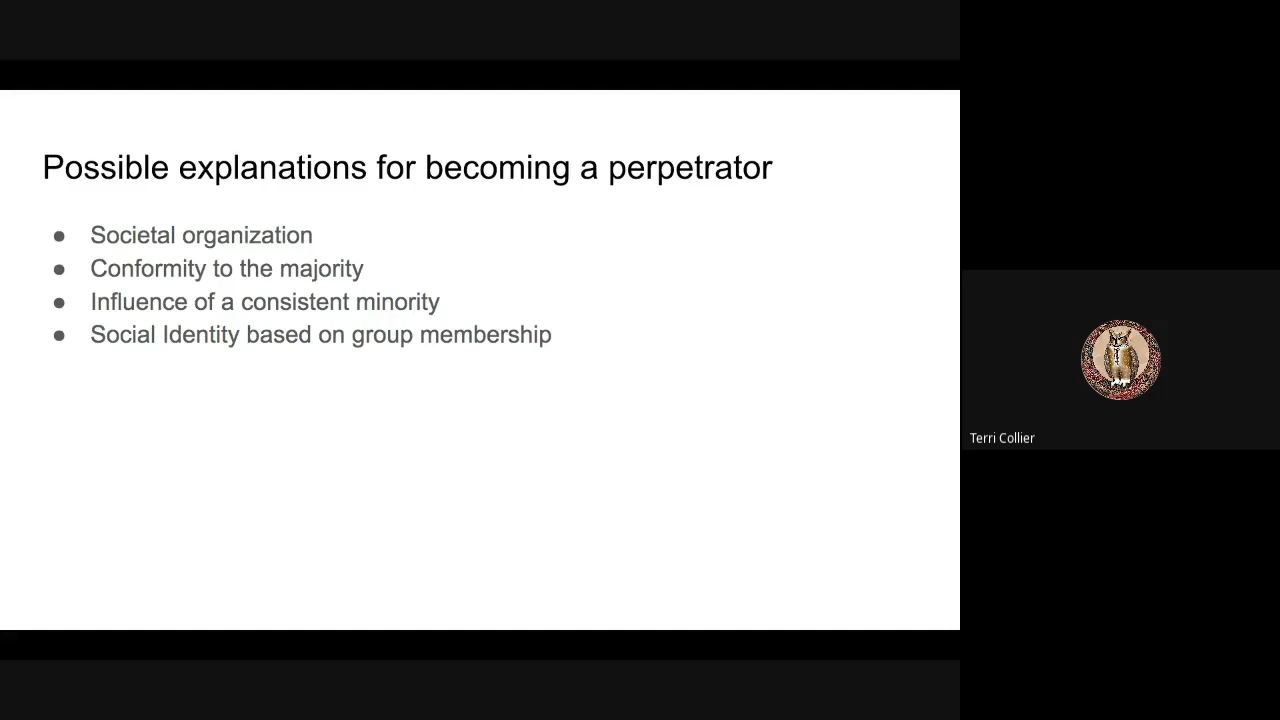 Possible explanations for becoming a perpetrator
● Societal organization
● Conformity to the majority
● Influence of a consistent minority
● Social Identity based on group membership
Terri Collier